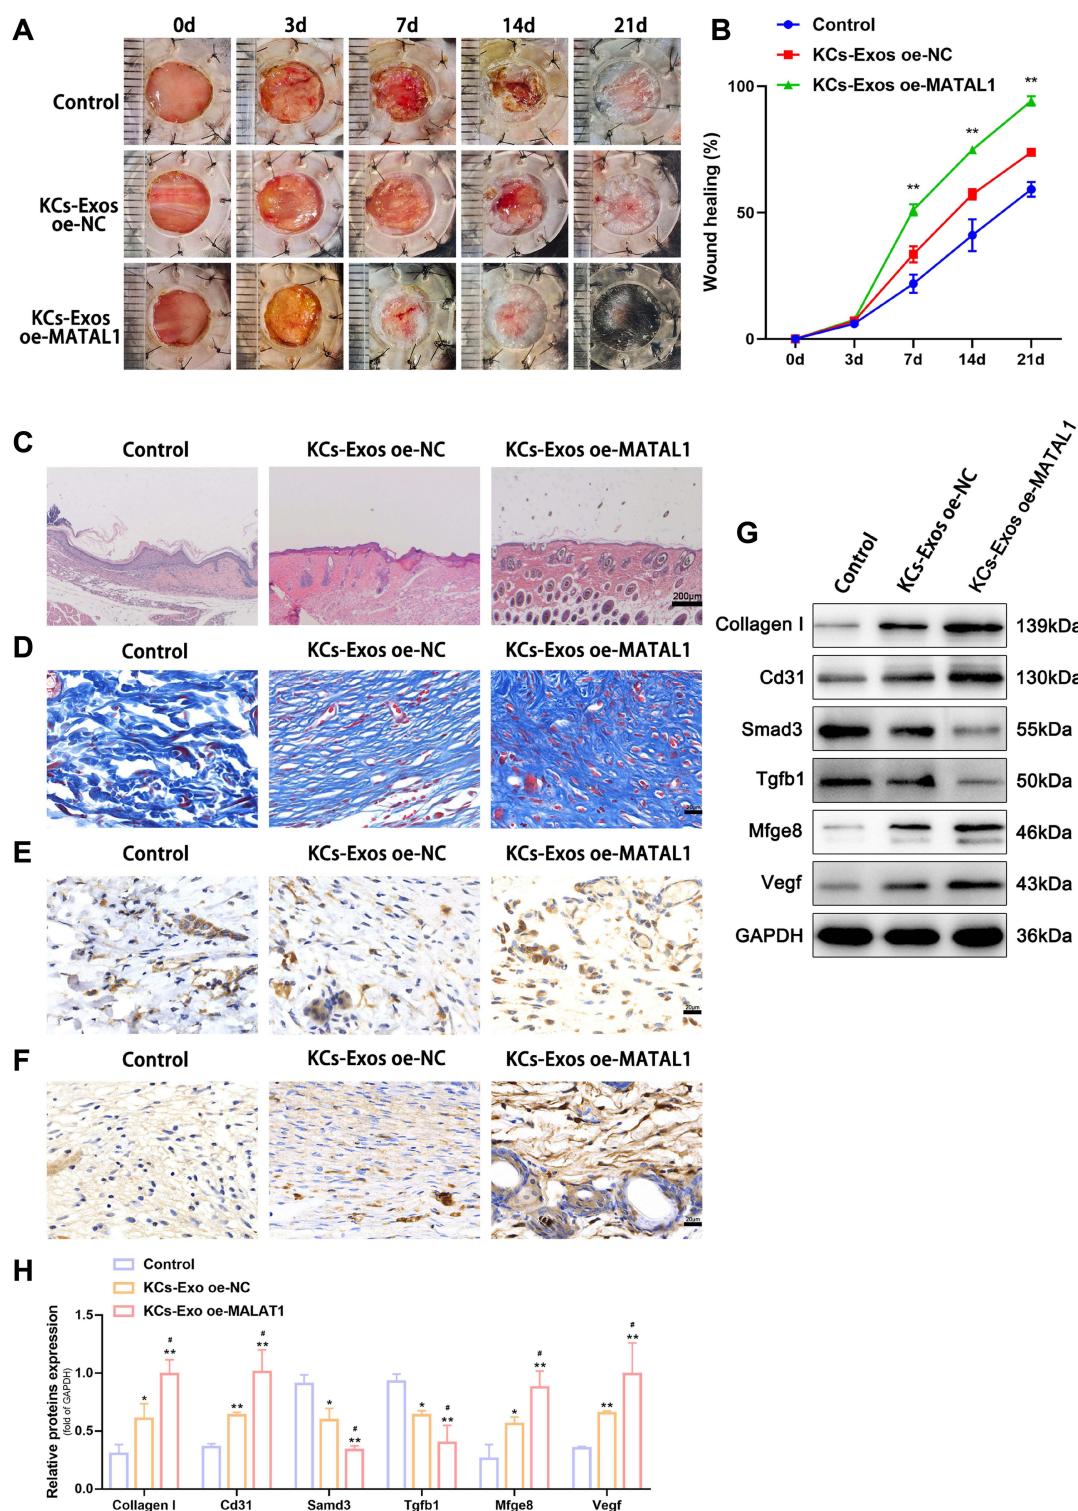 A
0d 3d 7d 14d 21d
Control
KCs-Exos
oe-NC
KCs-Exos
oe-MATAL1
B
Control
KCs-Exos oe-NC
KCs-Exos oe-MATAL1
Wound healing (%)
100
50
0
** ** **
0d 3d 7d 14d 21d
C
Control KCs-Exos oe-NC KCs-Exos oe-MATAL1
200μm
D
Control KCs-Exos oe-NC KCs-Exos oe-MATAL1
20μm
E
Control KCs-Exos oe-NC KCs-Exos oe-MATAL1
20μm
F
Control KCs-Exos oe-NC KCs-Exos oe-MATAL1
20μm
G
Control KCs-Exos oe-NC KCs-Exos oe-MATAL1
Collagen I 139kDa
Cd31 130kDa
Smad3 55kDa
Tgfb1 50kDa
Mfge8 46kDa
Vegf 43kDa
GAPDH 36kDa
H
Control
KCs-Exo oe-NC
KCs-Exo oe-MALAT1
Relative proteins expression
(fold of GAPDH)
1.5
1.0
0.5
0.0
* # ** ** # ** * # ** * # ** * # ** ** # **
Collagen I Cd31 Samd3 Tgfb1 Mfge8 Vegf